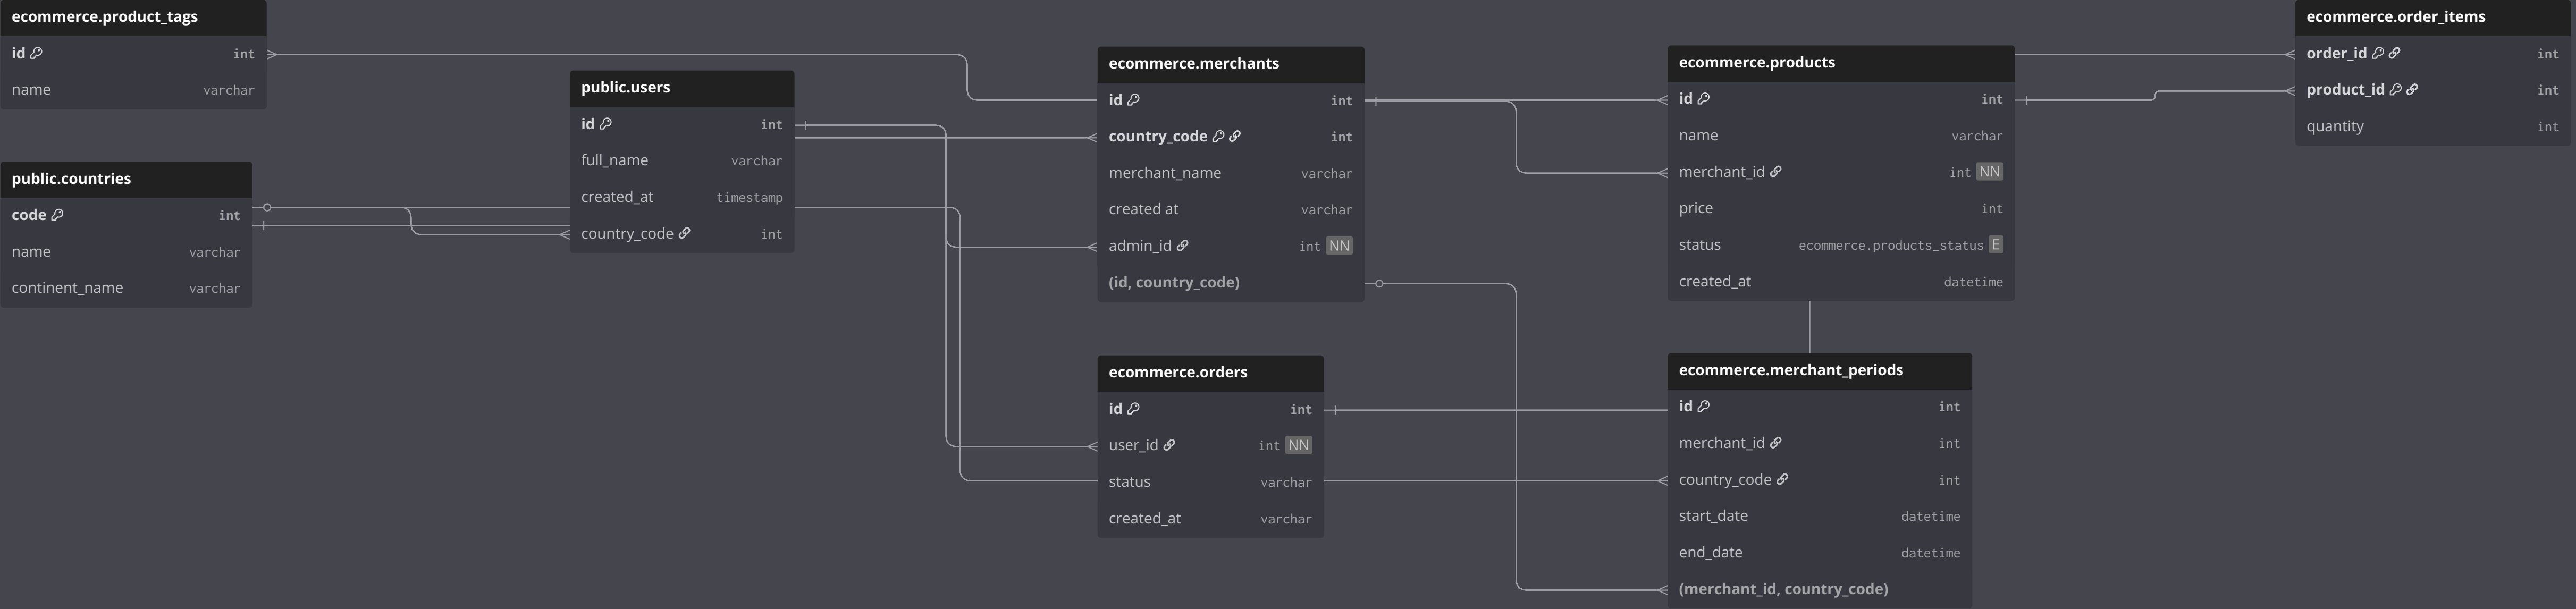 ecommerce.product_tags
id int
name varchar
public.countries
code int
name varchar
continent_name varchar
public.users
id int
full_name varchar
created_at timestamp
country_code int
ecommerce.merchants
id int
country_code int
merchant_name varchar
created at varchar
admin_id int NN
(id, country_code)
ecommerce.orders
id int
user_id int NN
status varchar
created_at varchar
ecommerce.products
id int
name varchar
merchant_id int NN
price int
status ecommerce.products_status E
created_at datetime
ecommerce.merchant_periods
id int
merchant_id int
country_code int
start_date datetime
end_date datetime
(merchant_id, country_code)
ecommerce.order_items
order_id int
product_id int
quantity int